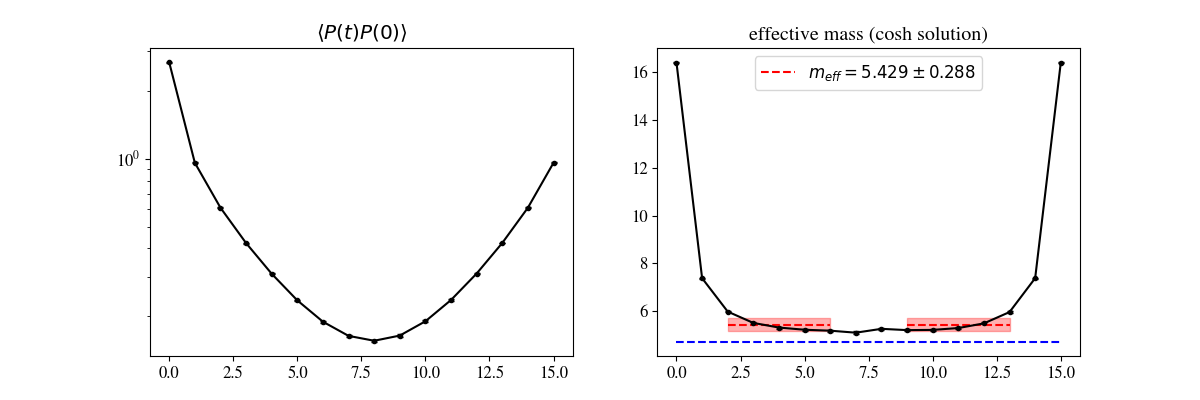 ⟨P(t)P(0)⟩
10⁰
0.0 2.5 5.0 7.5 10.0 12.5 15.0
effective mass (cosh solution)
m_eff = 5.429 ± 0.288
16
14
12
10
8
6
0.0 2.5 5.0 7.5 10.0 12.5 15.0